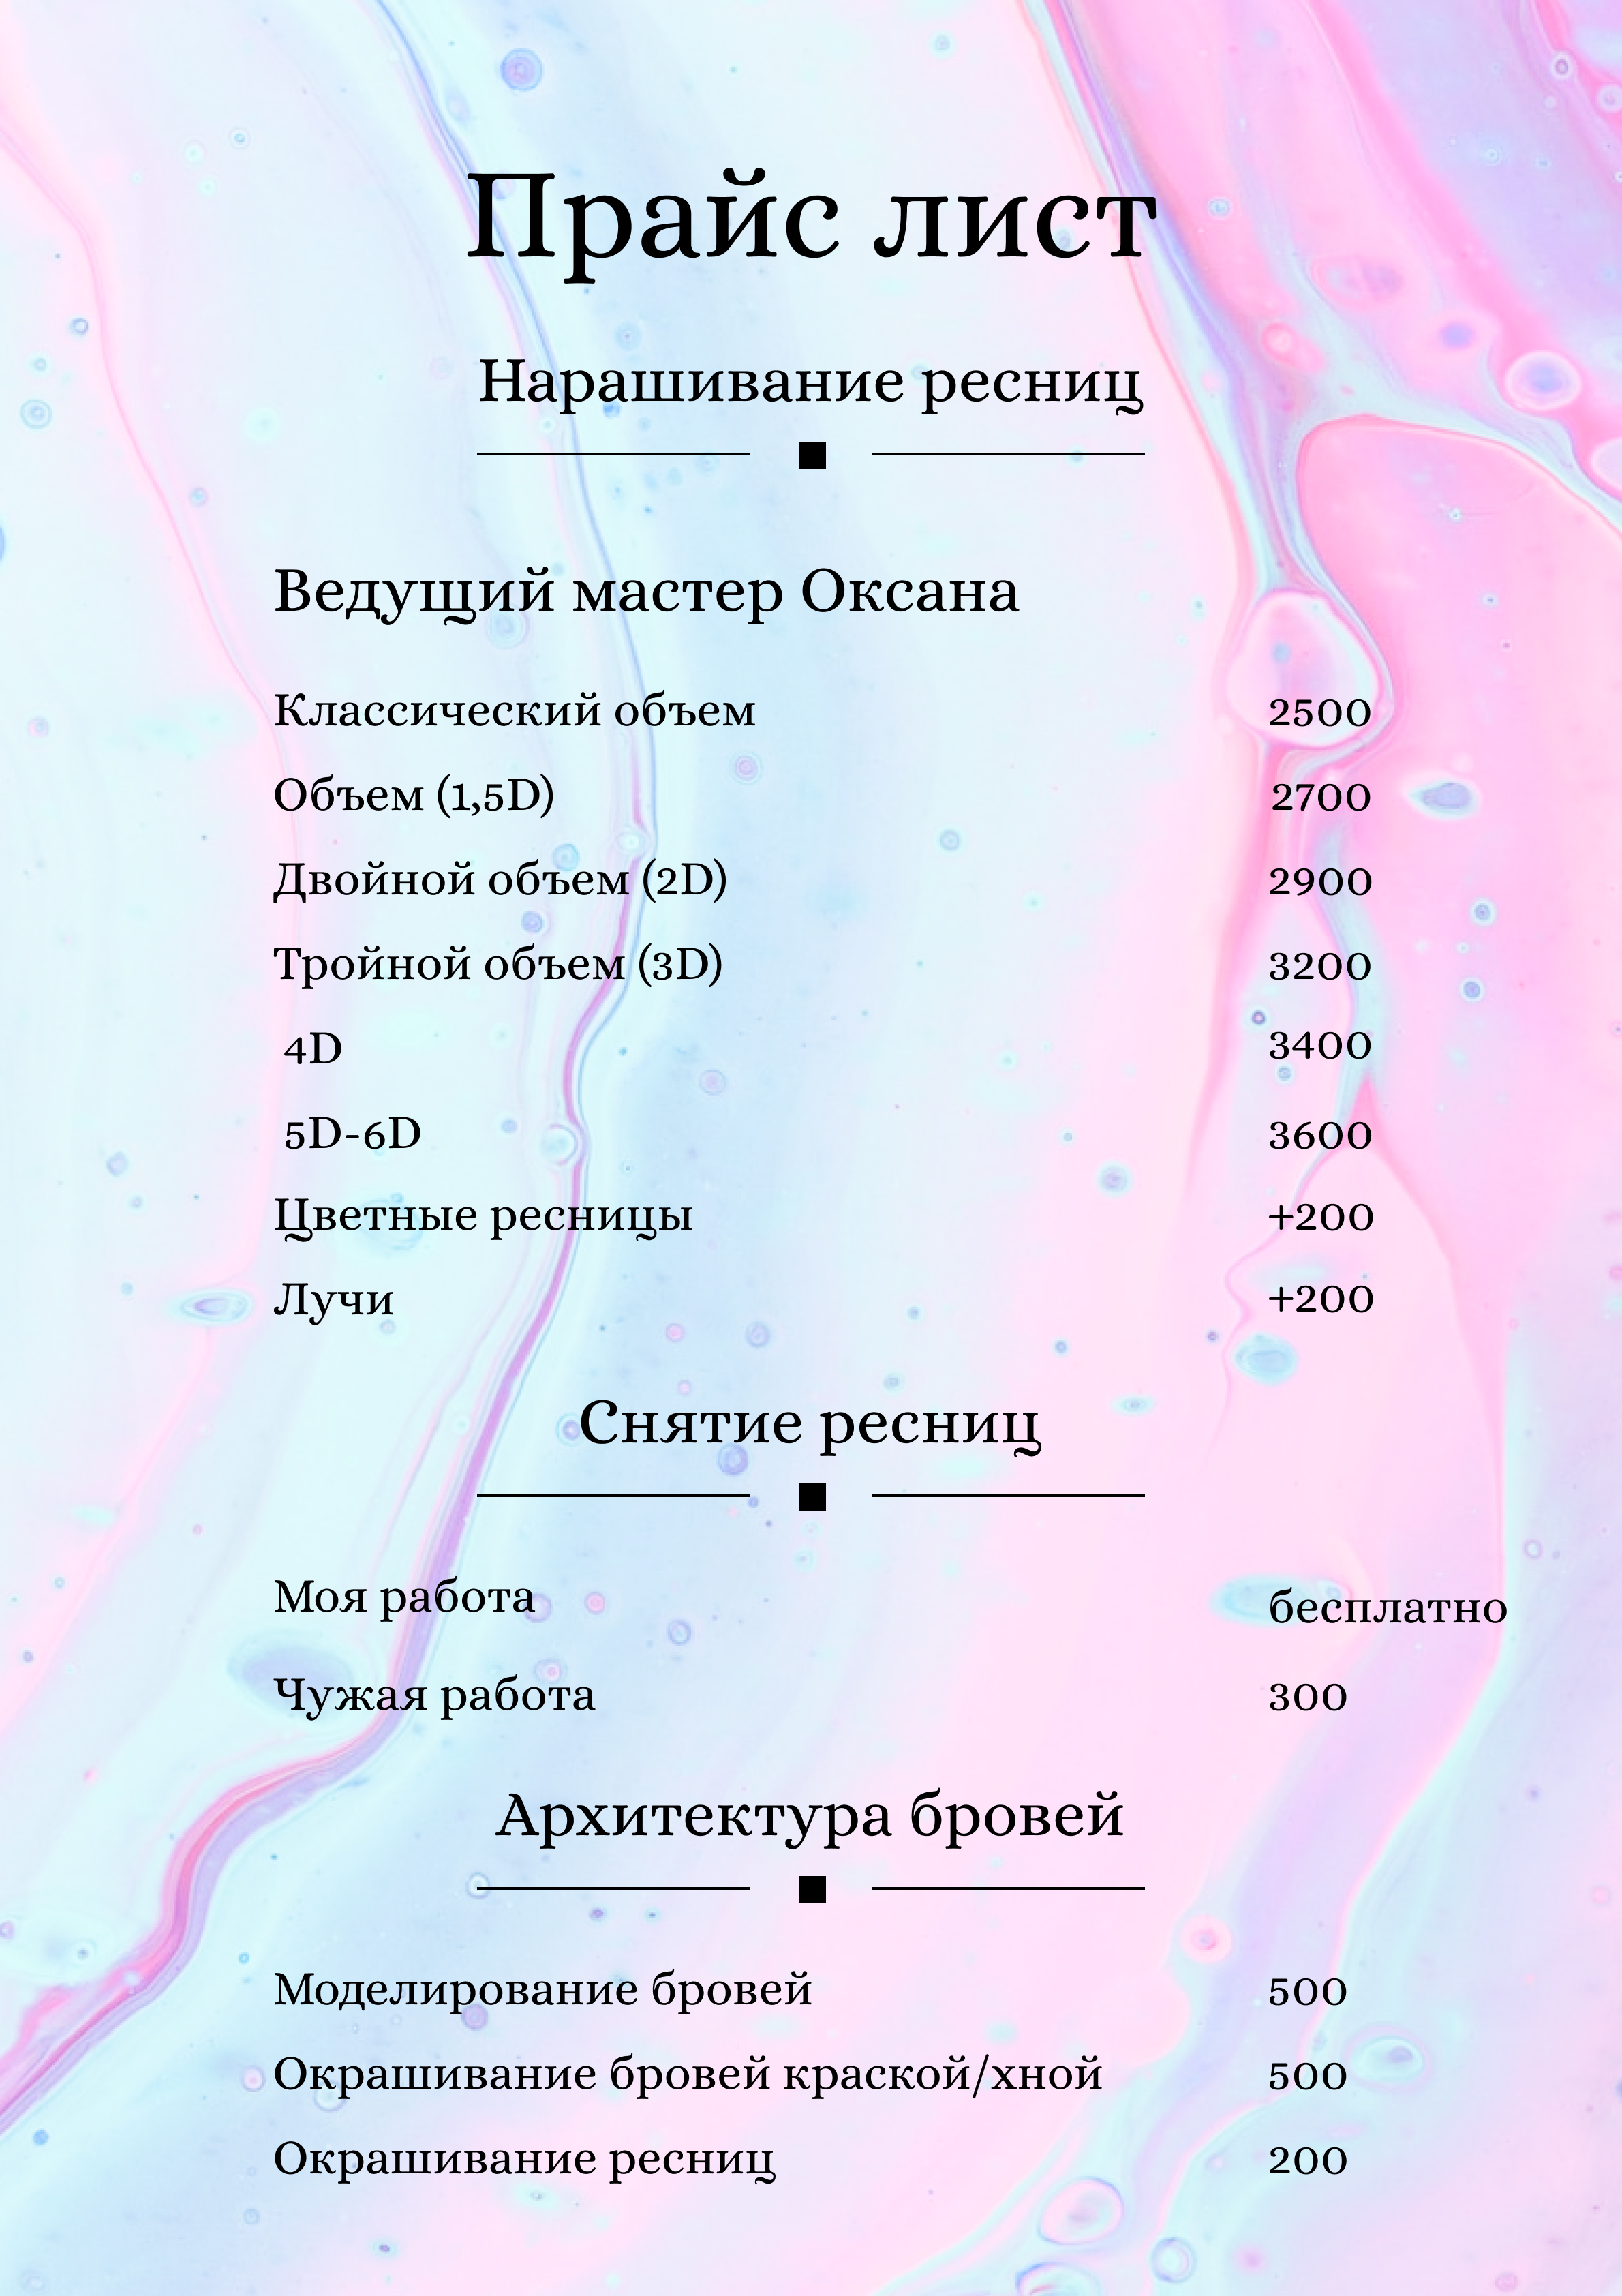 Прайс лист
Нарашивание ресниц
Ведущий мастер Оксана
Классический объем 2500
Объем (1,5D) 2700
Двойной объем (2D) 2900
Тройной объем (3D) 3200
4D 3400
5D-6D 3600
Цветные ресницы +200
Лучи +200
Снятие ресниц
Моя работа бесплатно
Чужая работа 300
Архитектура бровей
Моделирование бровей 500
Окрашивание бровей краской/хной 500
Окрашивание ресниц 200